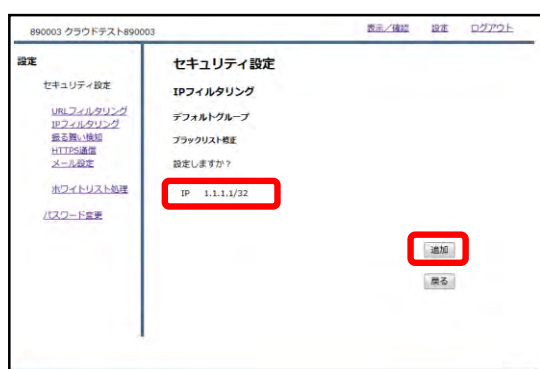 890003 クラウドテスト890003
表示/確認 設定 ログアウト
設定
セキュリティ設定
URLフィルタリング
IPフィルタリング
振る舞い検知
HTTPS通信
メール設定
ホワイトリスト処理
パスワード変更
セキュリティ設定
IPフィルタリング
デフォルトグループ
ブラックリスト修正
設定しますか?
IP 1.1.1.1/32
追加
戻る